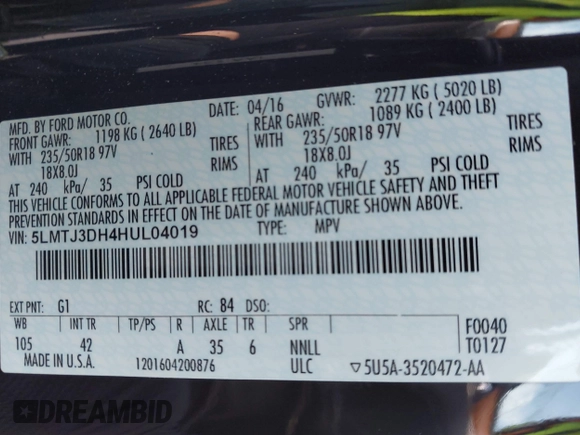 MFD. BY FORD MOTOR CO.
DATE: 04/16 GVWR: 2277 KG ( 5020 LB)
FRONT GAWR: 1198 KG ( 2640 LB) REAR GAWR: 1089 KG ( 2400 LB)
WITH 235/50R18 97V TIRES WITH 235/50R18 97V TIRES
18X8.0J RIMS 18X8.0J RIMS
AT 240 kPa/ 35 PSI COLD AT 240 kPa/ 35 PSI COLD
THIS VEHICLE CONFORMS TO ALL APPLICABLE FEDERAL MOTOR VEHICLE SAFETY AND THEFT
PREVENTION STANDARDS IN EFFECT ON THE DATE OF MANUFACTURE SHOWN ABOVE.
VIN: 5LMTJ3DH4HUL04019 TYPE: MPV
EXT PNT: G1 RC: 84 DSO:
WB INT TR TP/PS R AXLE TR SPR F0040
105 42 A 35 6 NNLL T0127
MADE IN U.S.A. 1201604200876 ULC ▽5U5A-3520472-AA
DREAMBID